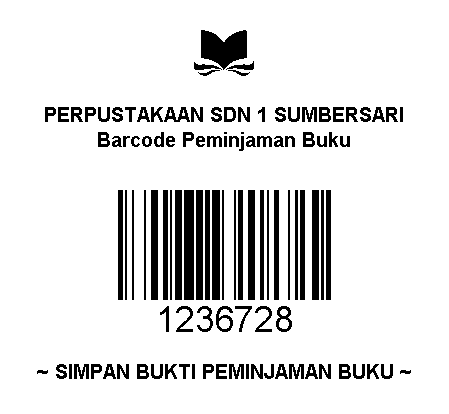 PERPUSTAKAAN SDN 1 SUMBERSARI
Barcode Peminjaman Buku
1236728
~ SIMPAN BUKTI PEMINJAMAN BUKU ~